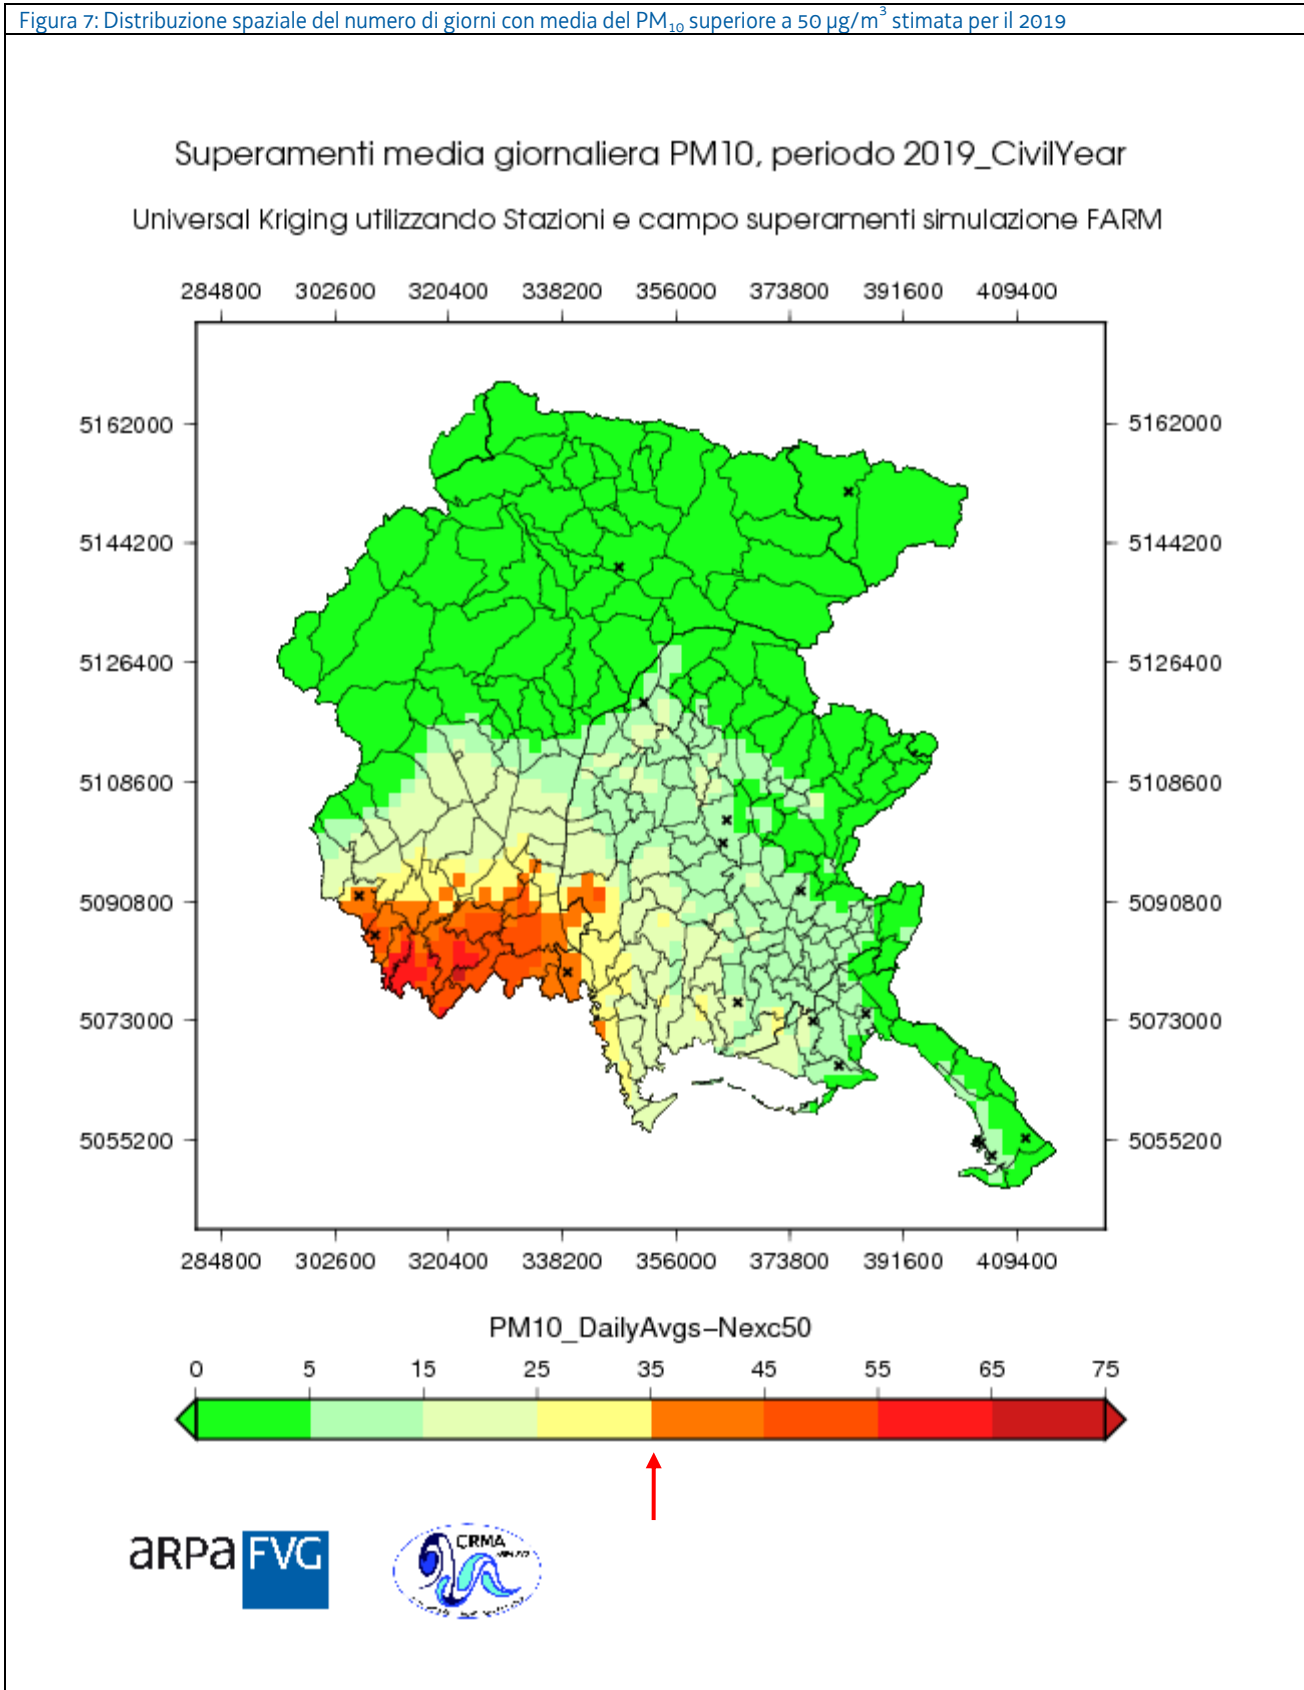 Figura 7: Distribuzione spaziale del numero di giorni con media del PM10 superiore a 50 µg/m3 stimata per il 2019
Superamenti media giornaliera PM10, periodo 2019_CivilYear
Universal Kriging utilizzando Stazioni e campo superamenti simulazione FARM
284800 302600 320400 338200 356000 373800 391600 409400
5162000 5162000
5144200 5144200
5126400 5126400
5108600 5108600
5090800 5090800
5073000 5073000
5055200 5055200
284800 302600 320400 338200 356000 373800 391600 409400
PM10_DailyAvgs-Nexc50
0 5 15 25 35 45 55 65 75
aRPa FVG
CRMA